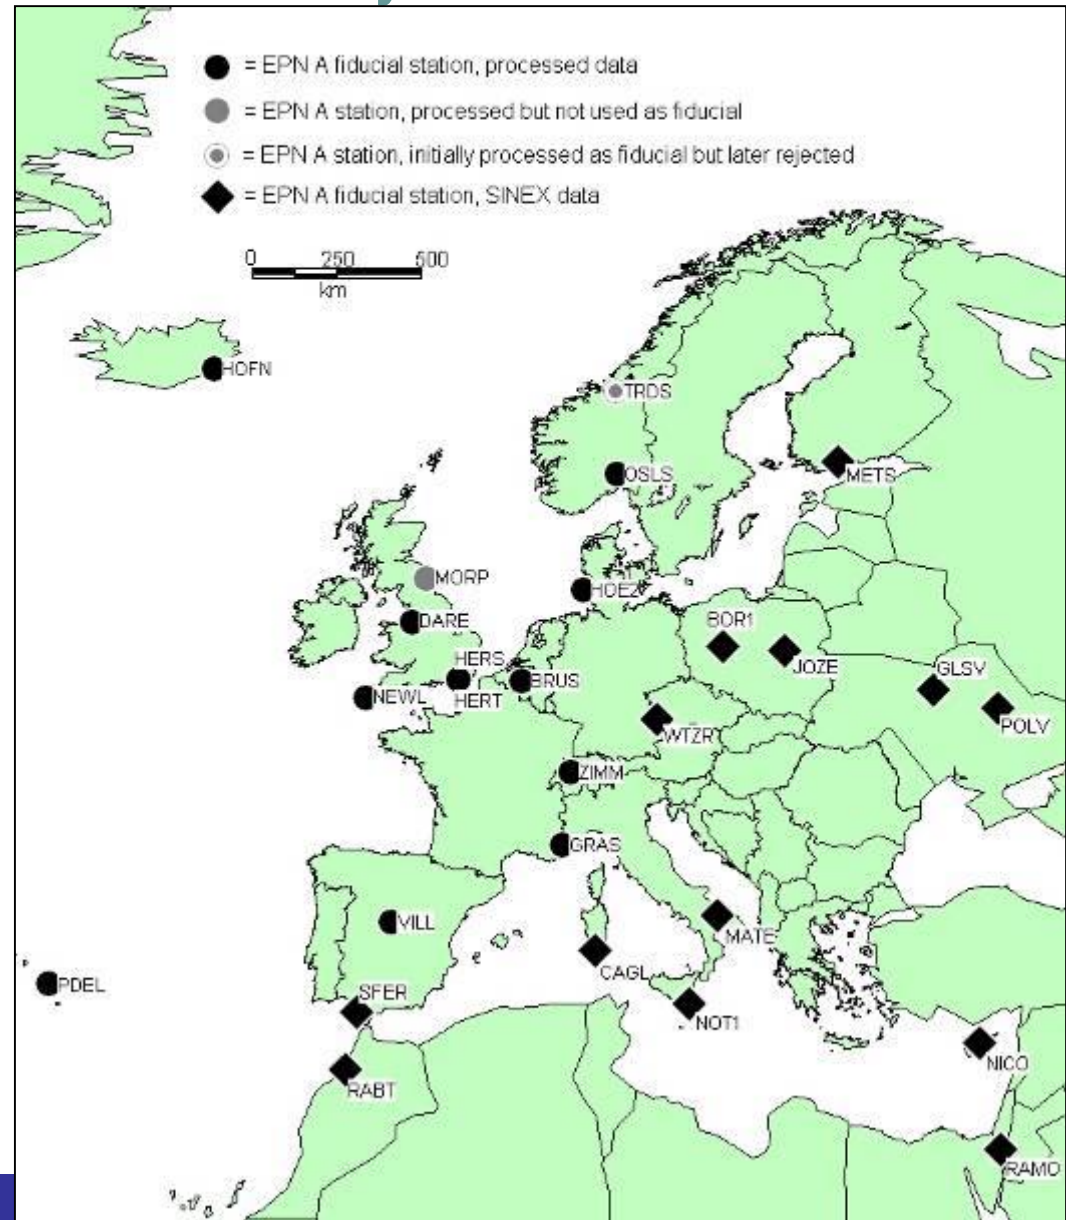 = EPN A fiducial station, processed data
= EPN A station, processed but not used as fiducial
= EPN A station, initially processed as fiducial but later rejected
= EPN A fiducial station, SINEX data
0 250 500
km
HOFN
TRDS
OSLS
METS
MORP
HOEZ
DARE
BOR1
JOZE
HERS
GLSV
BRUS
NEWL
HERT
POLV
WTZR
ZIMM
GRAS
VILL
MATE
CAGL
PDEL
SFER
NOT1
NICO
RABT
RAMO